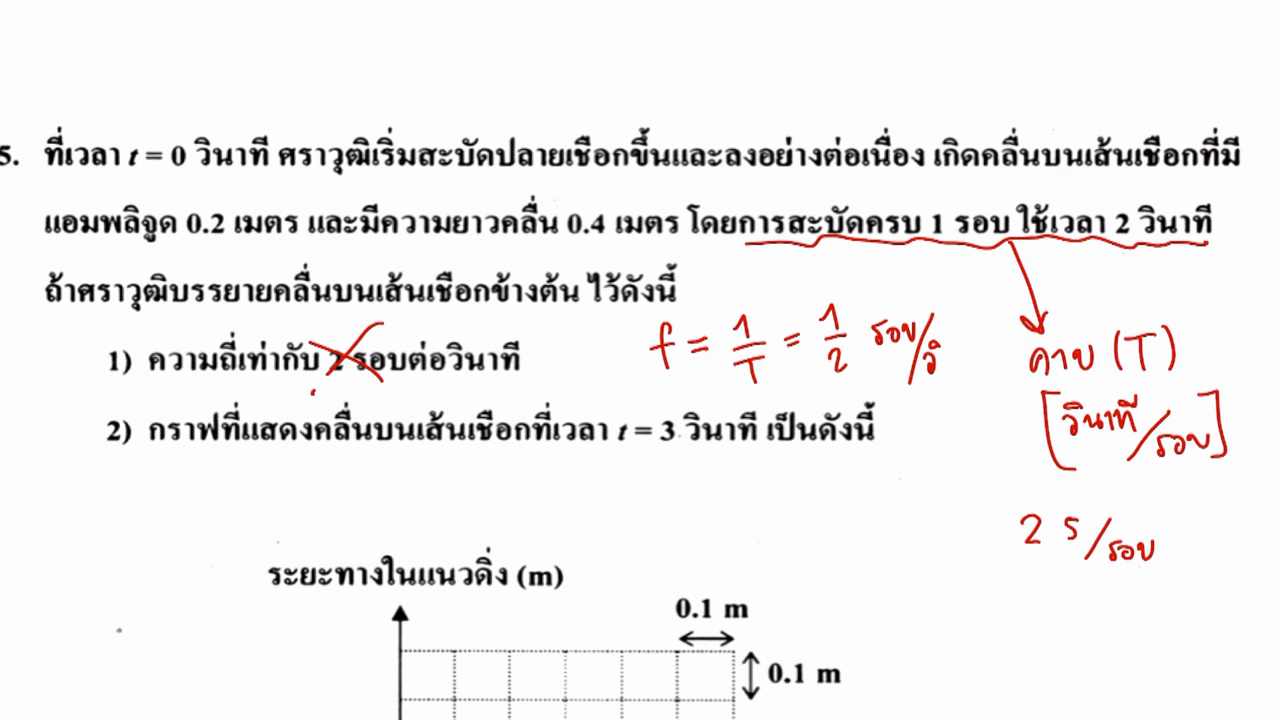 5. ที่เวลา t = 0 วินาที ศราวุฒิเริ่มสะบัดปลายเชือกขึ้นและลงอย่างต่อเนื่อง เกิดคลื่นบนเส้นเชือกที่มี
แอมพลิจูด 0.2 เมตร และมีความยาวคลื่น 0.4 เมตร โดยการสะบัดครบ 1 รอบ ใช้เวลา 2 วินาที
ถ้าศราวุฒิบรรยายคลื่นบนเส้นเชือกข้างต้น ไว้ดังนี้
1) ความถี่เท่ากับ 2 รอบต่อวินาที
f = 1/T = 1/2 รอบ/วิ
คาบ (T)
[วินาที/รอบ]
2) กราฟที่แสดงคลื่นบนเส้นเชือกที่เวลา t = 3 วินาที เป็นดังนี้
2 s/รอบ
ระยะทางในแนวดิ่ง (m)
0.1 m
0.1 m